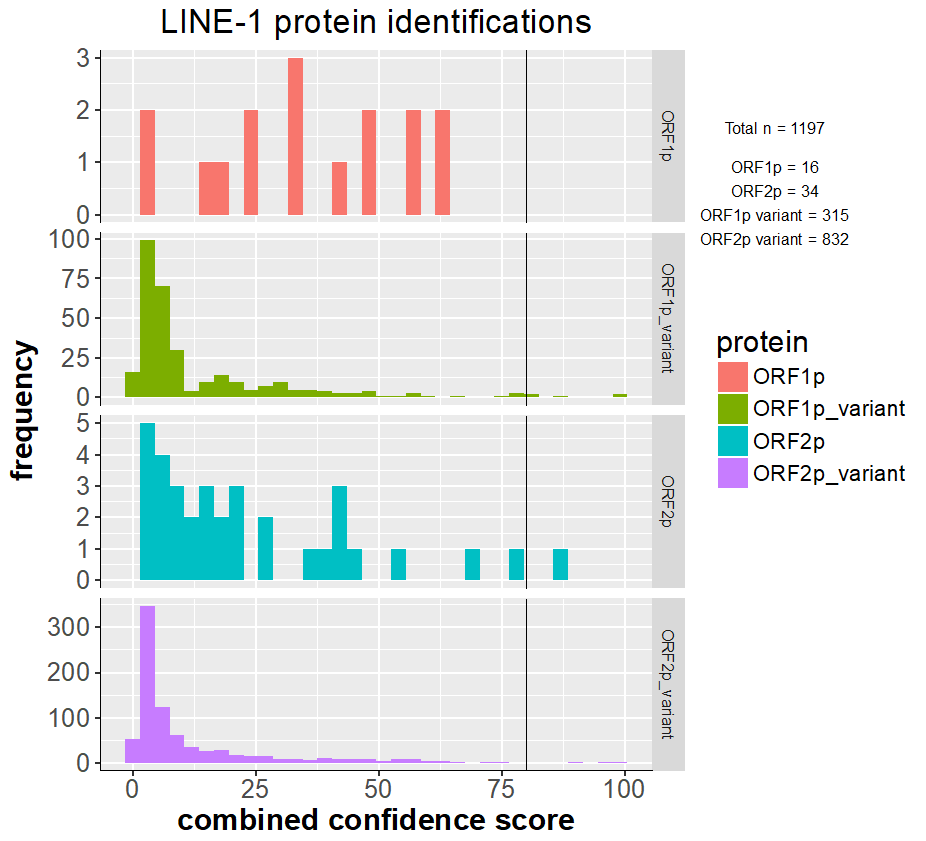 LINE-1 protein identifications
3
2
1
0
ORF1p
100
75
50
25
0
ORF1p_variant
5
4
3
2
1
0
ORF2p
300
200
100
0
ORF2p_variant
0 25 50 75 100
combined confidence score
frequency
Total n = 1197
ORF1p = 16
ORF2p = 34
ORF1p variant = 315
ORF2p variant = 832
protein
ORF1p
ORF1p_variant
ORF2p
ORF2p_variant